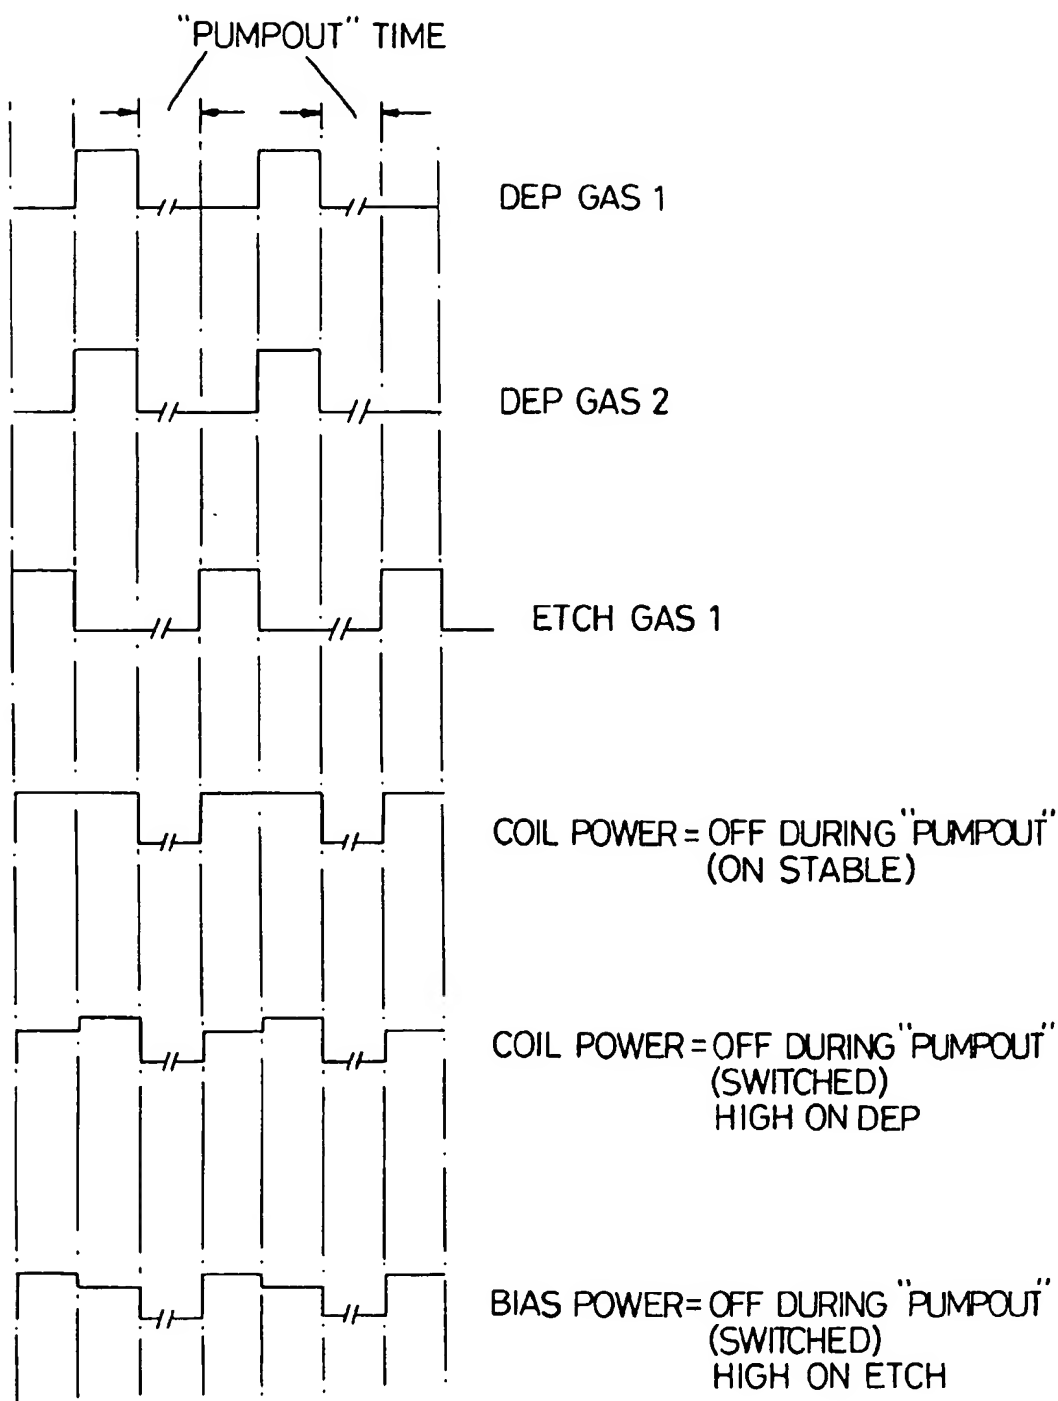 "PUMPOUT" TIME
DEP GAS 1
DEP GAS 2
ETCH GAS 1
COIL POWER = OFF DURING "PUMPOUT"
(ON STABLE)
COIL POWER = OFF DURING "PUMPOUT"
(SWITCHED)
HIGH ON DEP
BIAS POWER = OFF DURING "PUMPOUT"
(SWITCHED)
HIGH ON ETCH